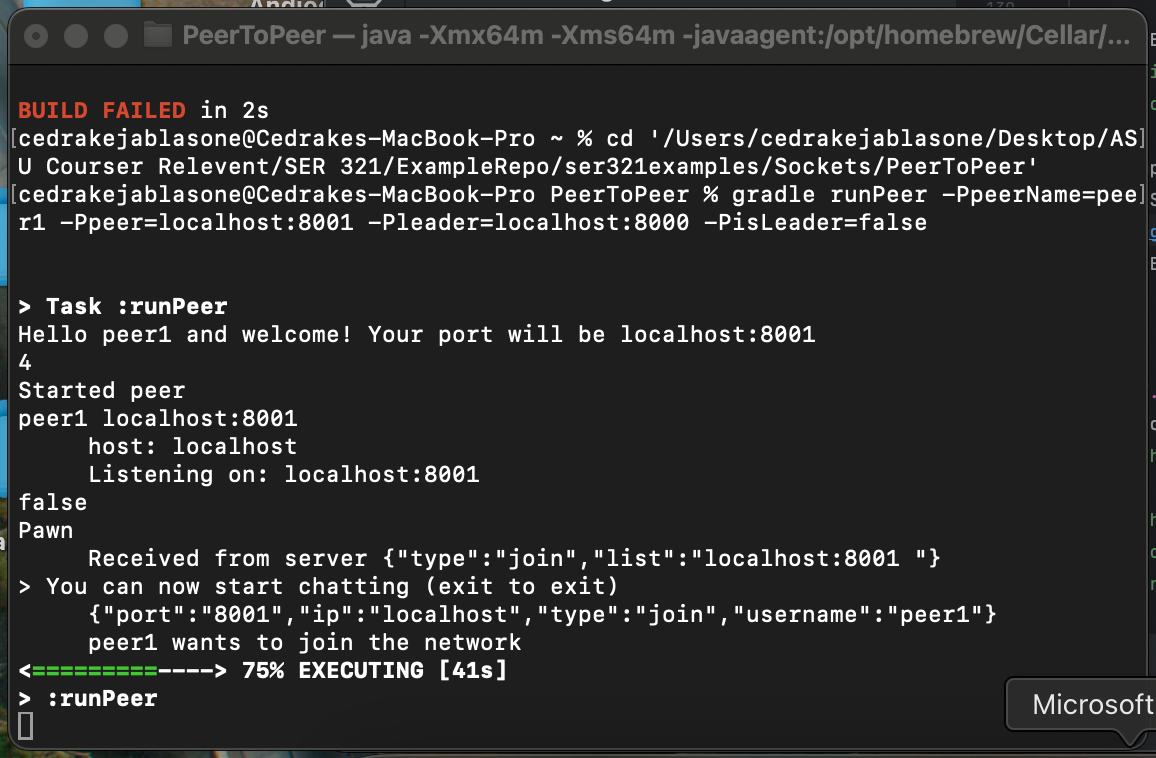 PeerToPeer — java -Xmx64m -Xms64m -javaagent:/opt/homebrew/Cellar/...
BUILD FAILED in 2s
[cedrakejablasone@Cedrakes-MacBook-Pro ~ % cd '/Users/cedrakejablasone/Desktop/AS]
U Courser Relevent/SER 321/ExampleRepo/ser321examples/Sockets/PeerToPeer'
[cedrakejablasone@Cedrakes-MacBook-Pro PeerToPeer % gradle runPeer -PpeerName=pee]
r1 -Ppeer=localhost:8001 -Pleader=localhost:8000 -PisLeader=false
> Task :runPeer
Hello peer1 and welcome! Your port will be localhost:8001
4
Started peer
peer1 localhost:8001
host: localhost
Listening on: localhost:8001
false
Pawn
Received from server {"type":"join","list":"localhost:8001 "}
> You can now start chatting (exit to exit)
{"port":"8001","ip":"localhost","type":"join","username":"peer1"}
peer1 wants to join the network
<=========----> 75% EXECUTING [41s]
> :runPeer
Microsoft